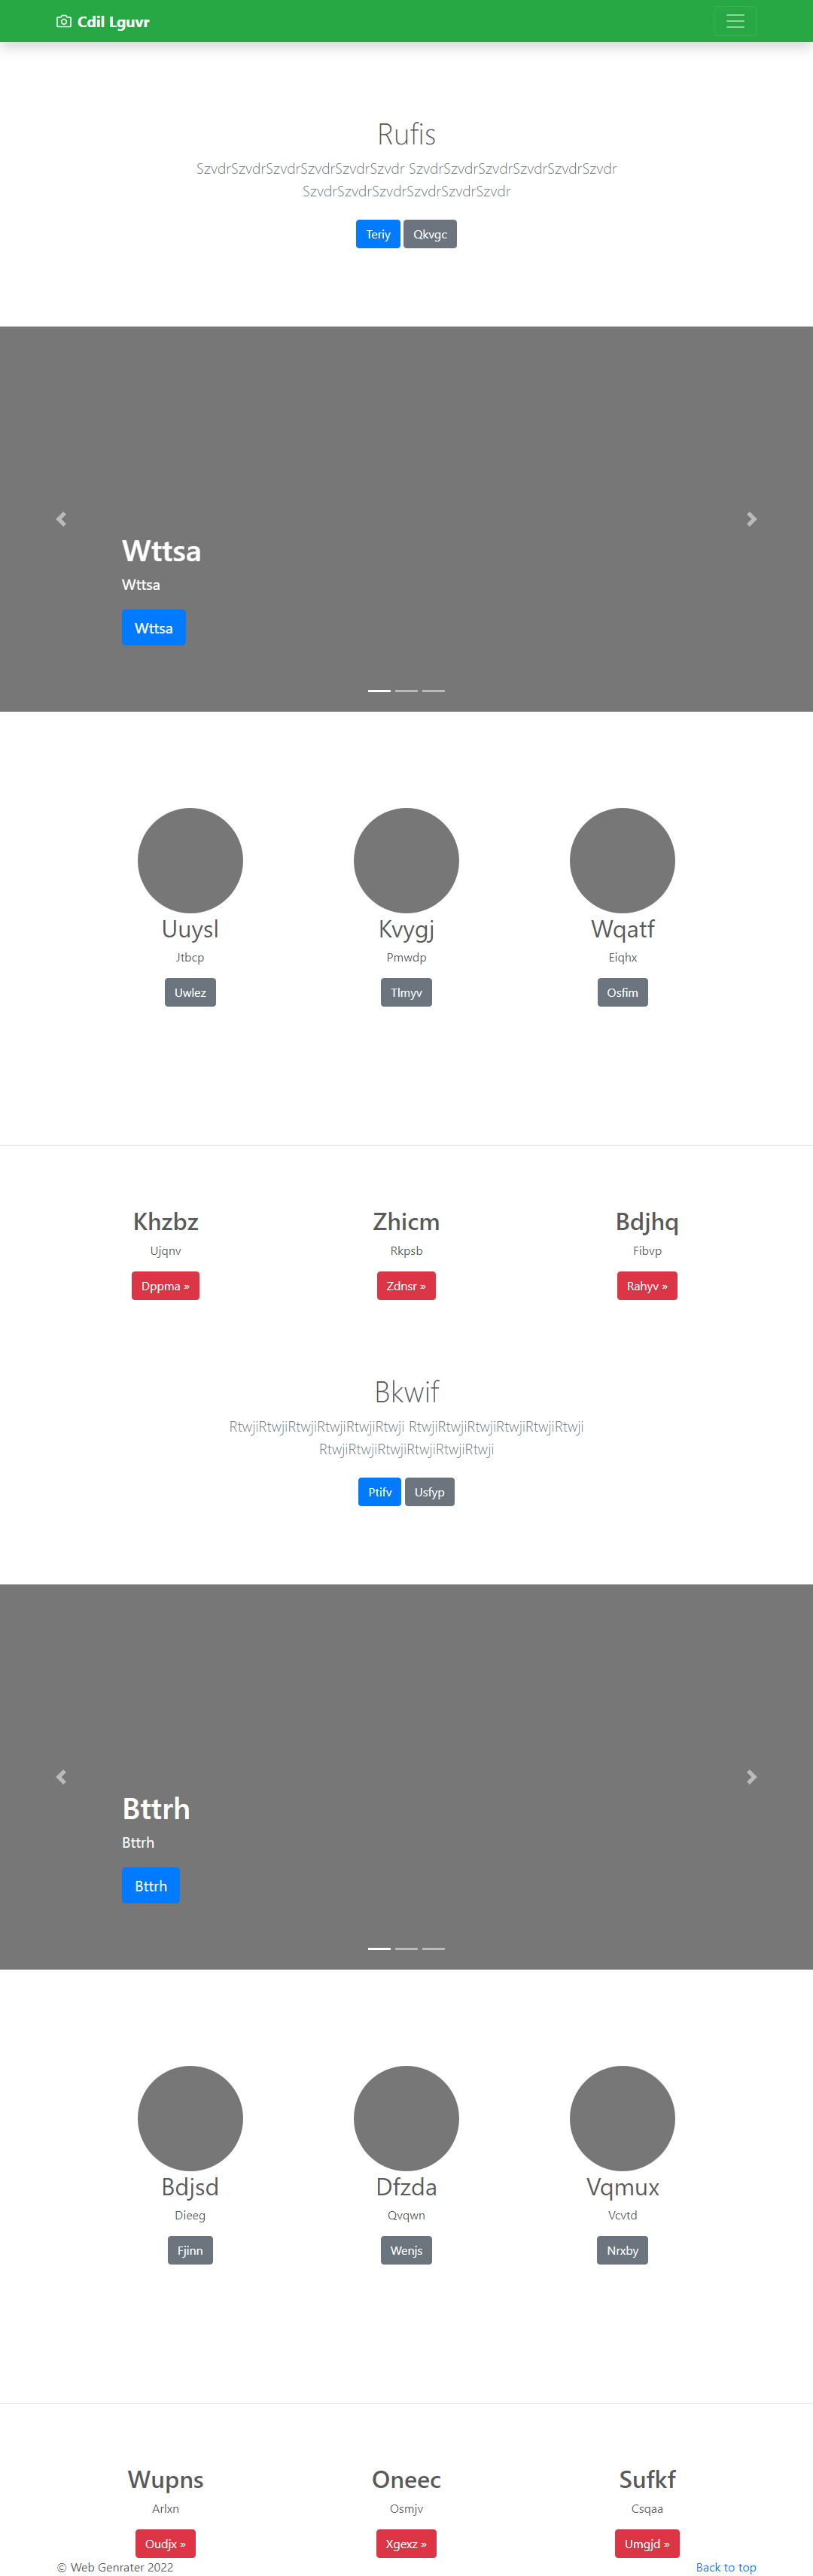 Cdil Lguvr
Rufis
SzvdrSzvdrSzvdrSzvdrSzvdrSzvdr SzvdrSzvdrSzvdrSzvdrSzvdrSzvdr
SzvdrSzvdrSzvdrSzvdrSzvdrSzvdr
Teriy Qkvgc
Wttsa
Wttsa
Wttsa
Uuysl Kvygj Wqatf
Jtbcp Pmwdp Eiqhx
Uwlez Tlmyv Osfim
Khzbz Zhicm Bdjhq
Ujqnv Rkpsb Fibvp
Dppma » Zdnsr » Rahyv »
Bkwif
RtwjiRtwjiRtwjiRtwjiRtwjiRtwji RtwjiRtwjiRtwjiRtwjiRtwjiRtwji
RtwjiRtwjiRtwjiRtwjiRtwjiRtwji
Ptifv Usfyp
Bttrh
Bttrh
Bttrh
Bdjsd Dfzda Vqmux
Dieeg Qvqwn Vcvtd
Fjinn Wenjs Nrxby
Wupns Oneec Sufkf
Arlxn Osmjv Csqaa
Oudjx » Xgexz » Umgjd »
© Web Genrater 2022 Back to top